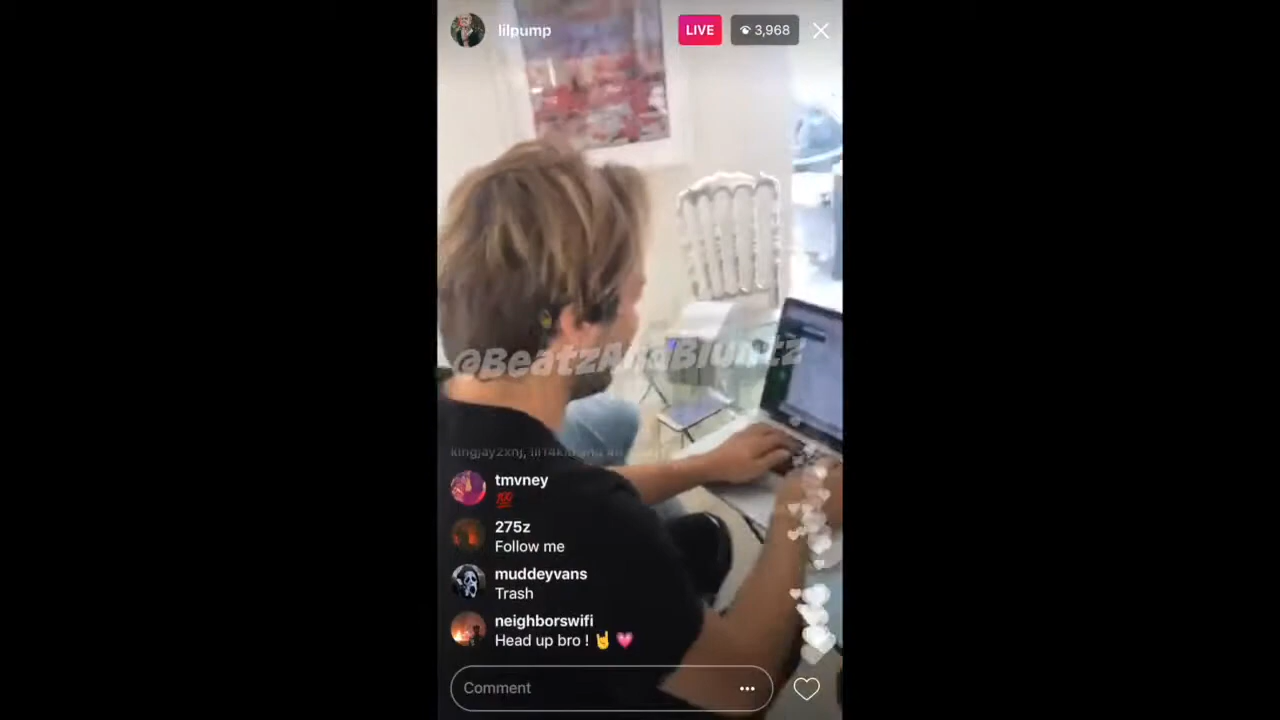 lilpump
LIVE
3,968
@BeatzAndBluntz
tmvney
💯
275z
Follow me
muddeyvans
Trash
neighborswifi
Head up bro ! 🤘💗
Comment